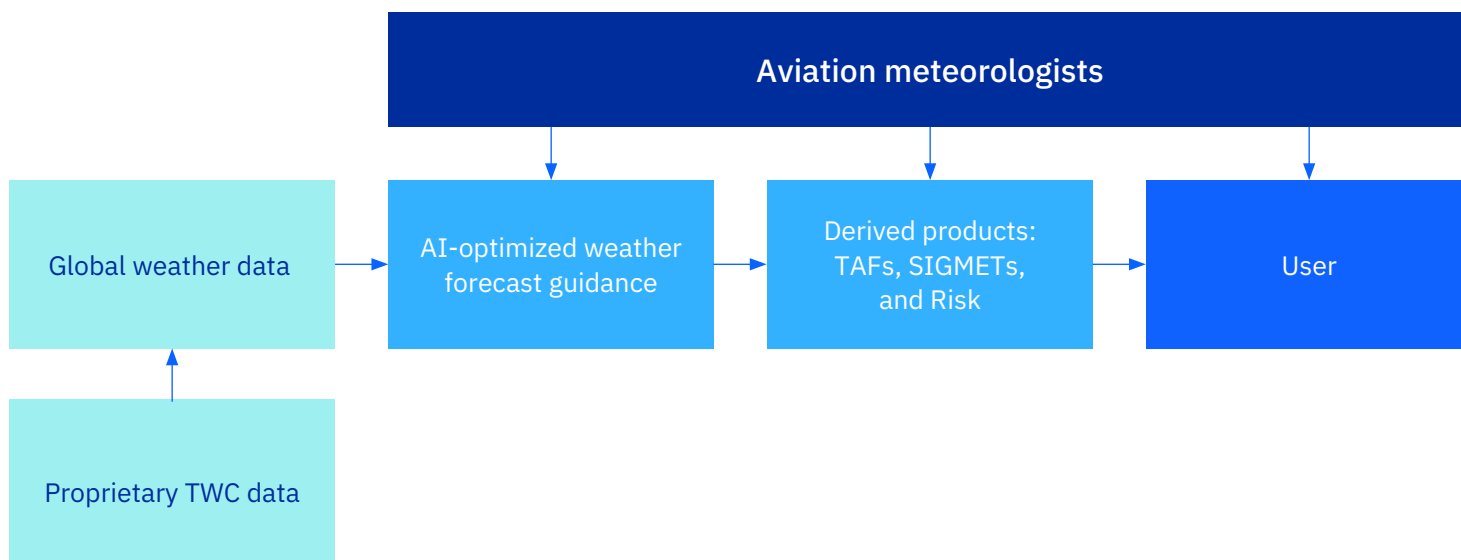 Aviation meteorologists
Global weather data
AI-optimized weather
forecast guidance
Derived products:
TAFs, SIGMETs,
and Risk
User
Proprietary TWC data